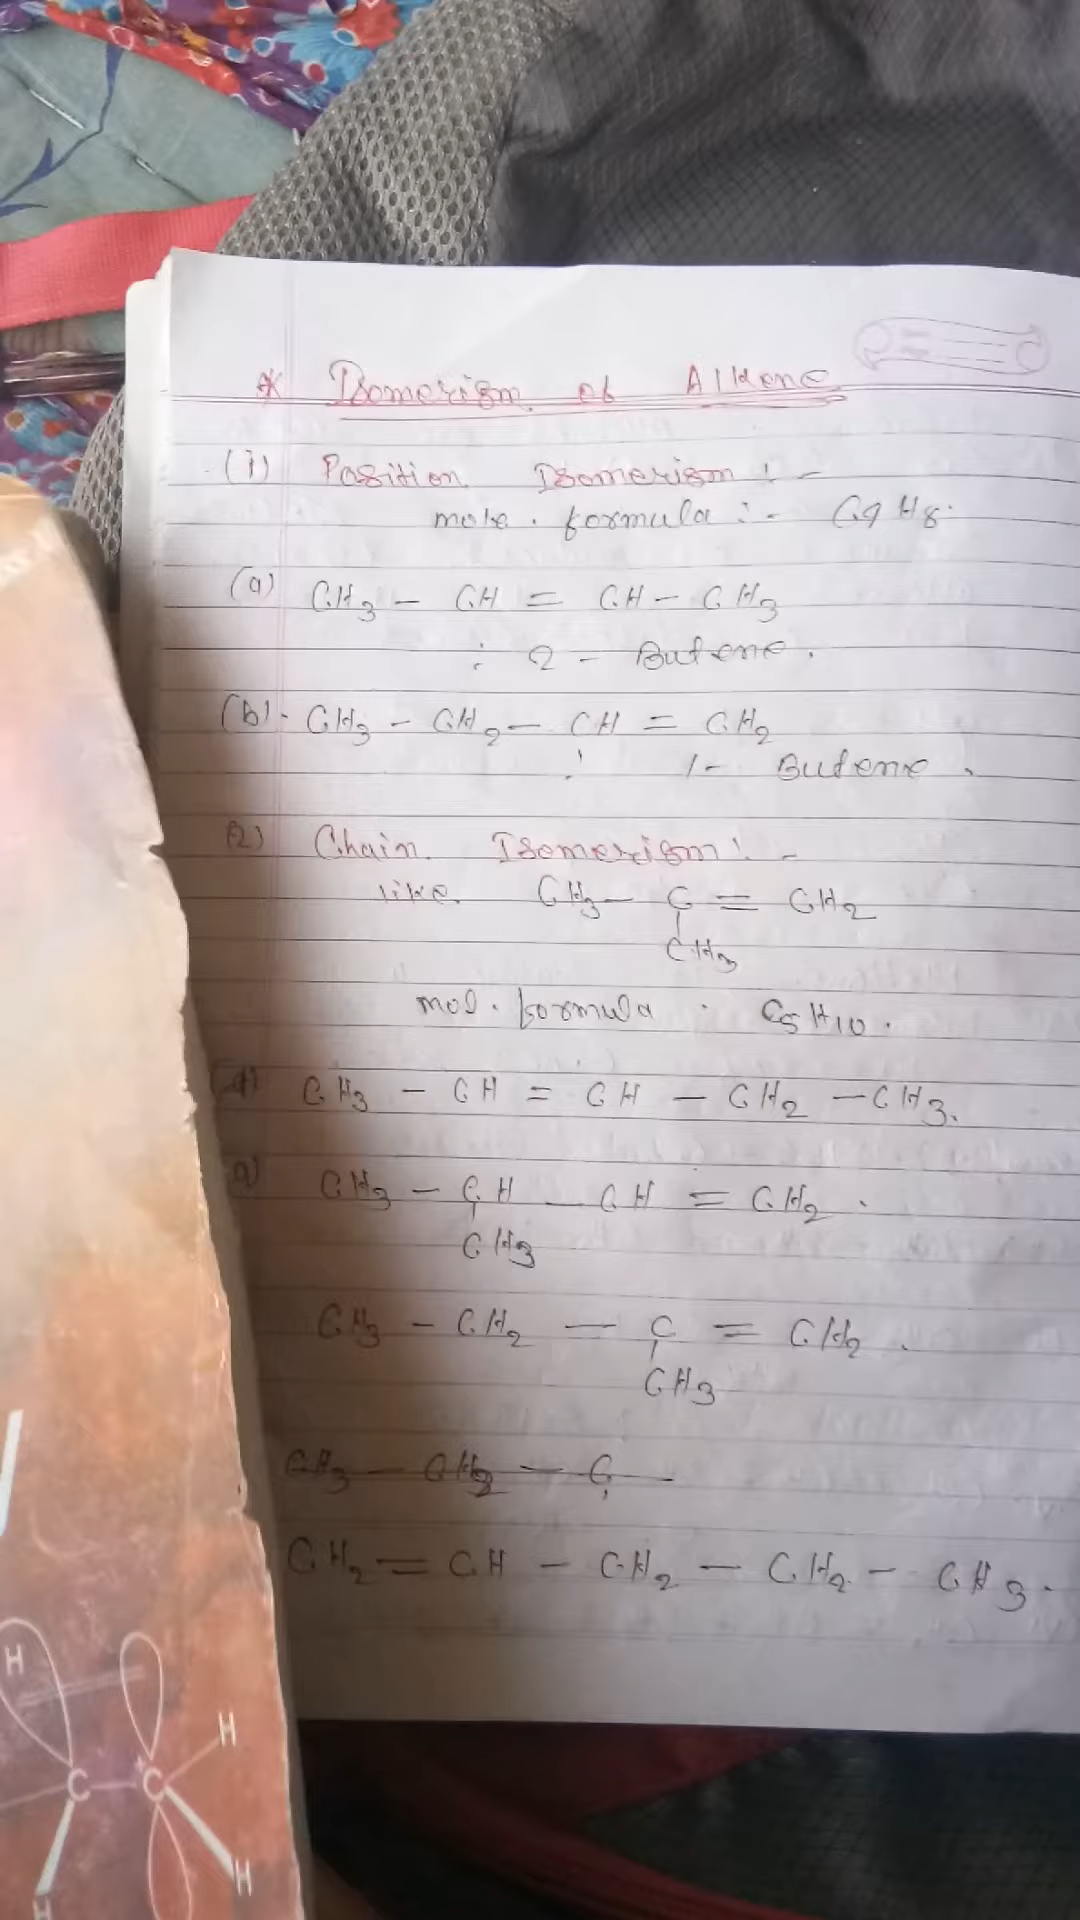 * Isomerism of Alkene
(1) Position Isomerism :-
mole. formula :- C4H8.
(a) CH3 - CH = CH - CH3
: 2 - Butene.
(b). CH3 - CH2 - CH = CH2
: 1- Butene.
(2) Chain Isomerism :-
like. CH3 - C = CH2
CH3
mol. formula . C5H10.
CH3 - CH = CH - CH2 - CH3.
CH3 - CH - CH = CH2.
CH3
CH3 - CH2 - C = CH2.
CH3
CH3 - CH2 - C -
CH2 = CH - CH2 - CH2 - CH3.
H
H
C - C
H
H